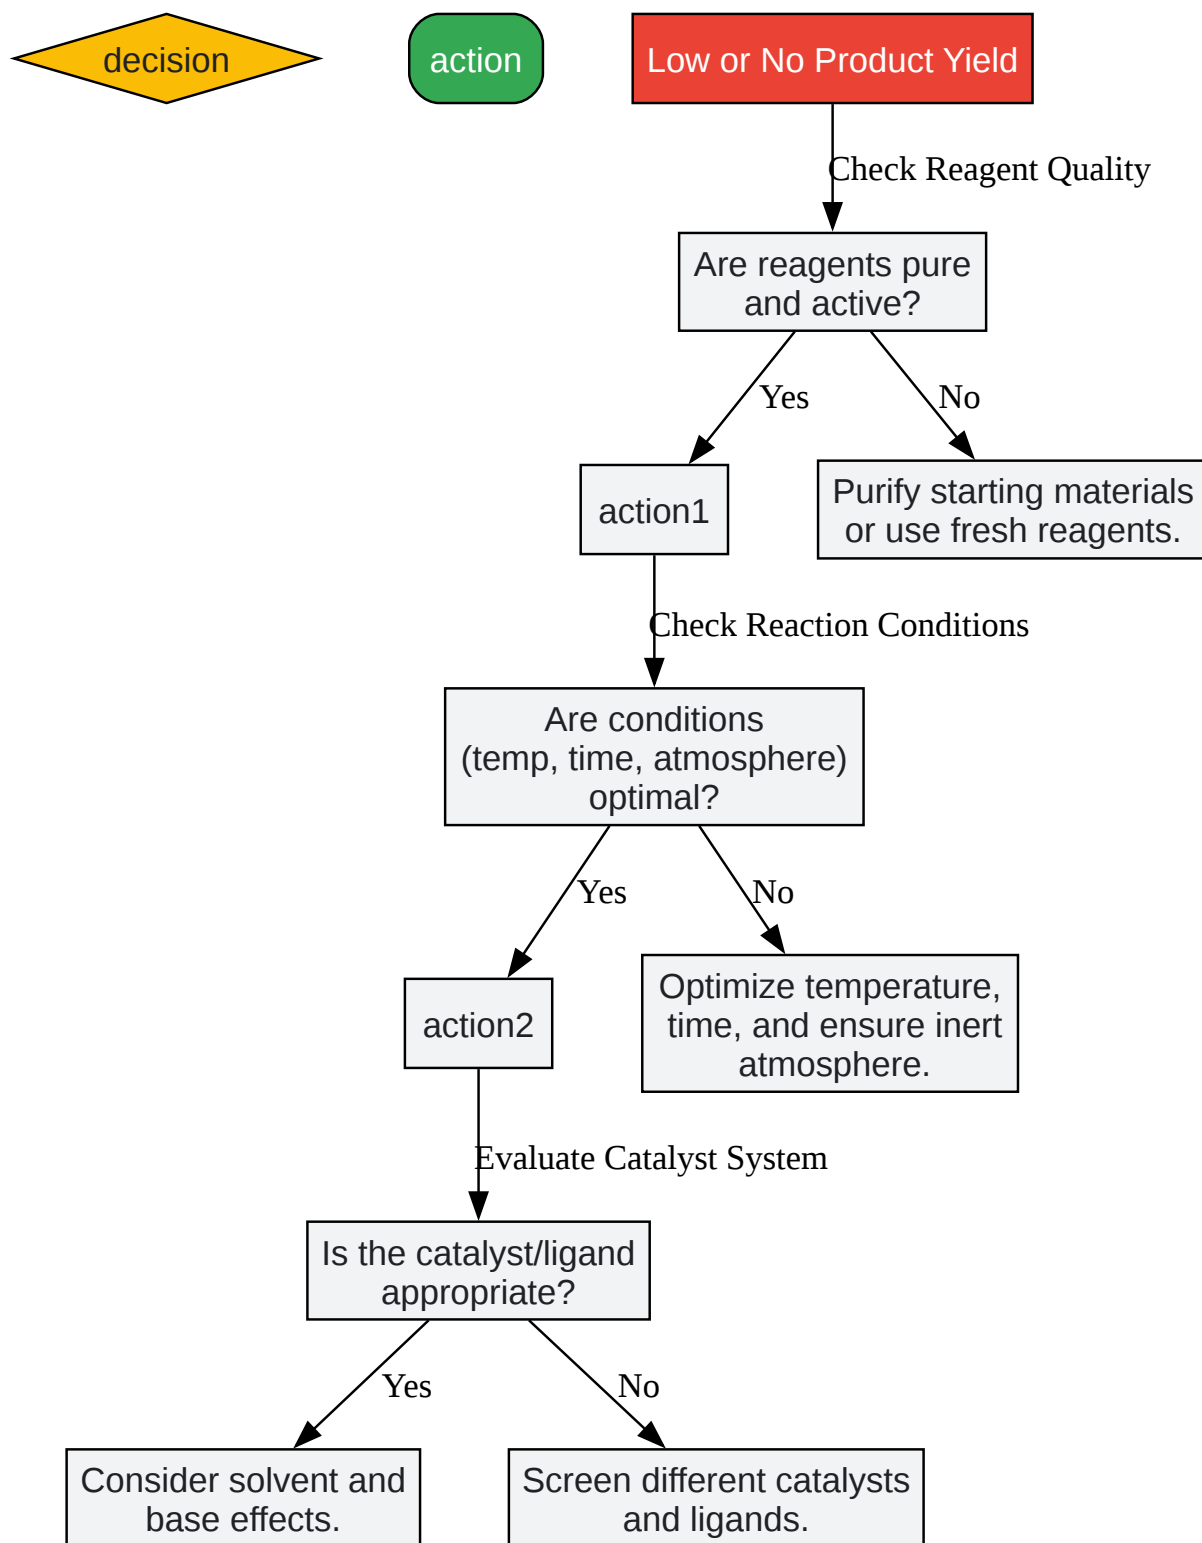 decision
action
Low or No Product Yield
Check Reagent Quality
Are reagents pure
and active?
Yes
No
action1
Purify starting materials
or use fresh reagents.
Check Reaction Conditions
Are conditions
(temp, time, atmosphere)
optimal?
Yes
No
action2
Optimize temperature,
time, and ensure inert
atmosphere.
Evaluate Catalyst System
Is the catalyst/ligand
appropriate?
Yes
No
Consider solvent and
base effects.
Screen different catalysts
and ligands.